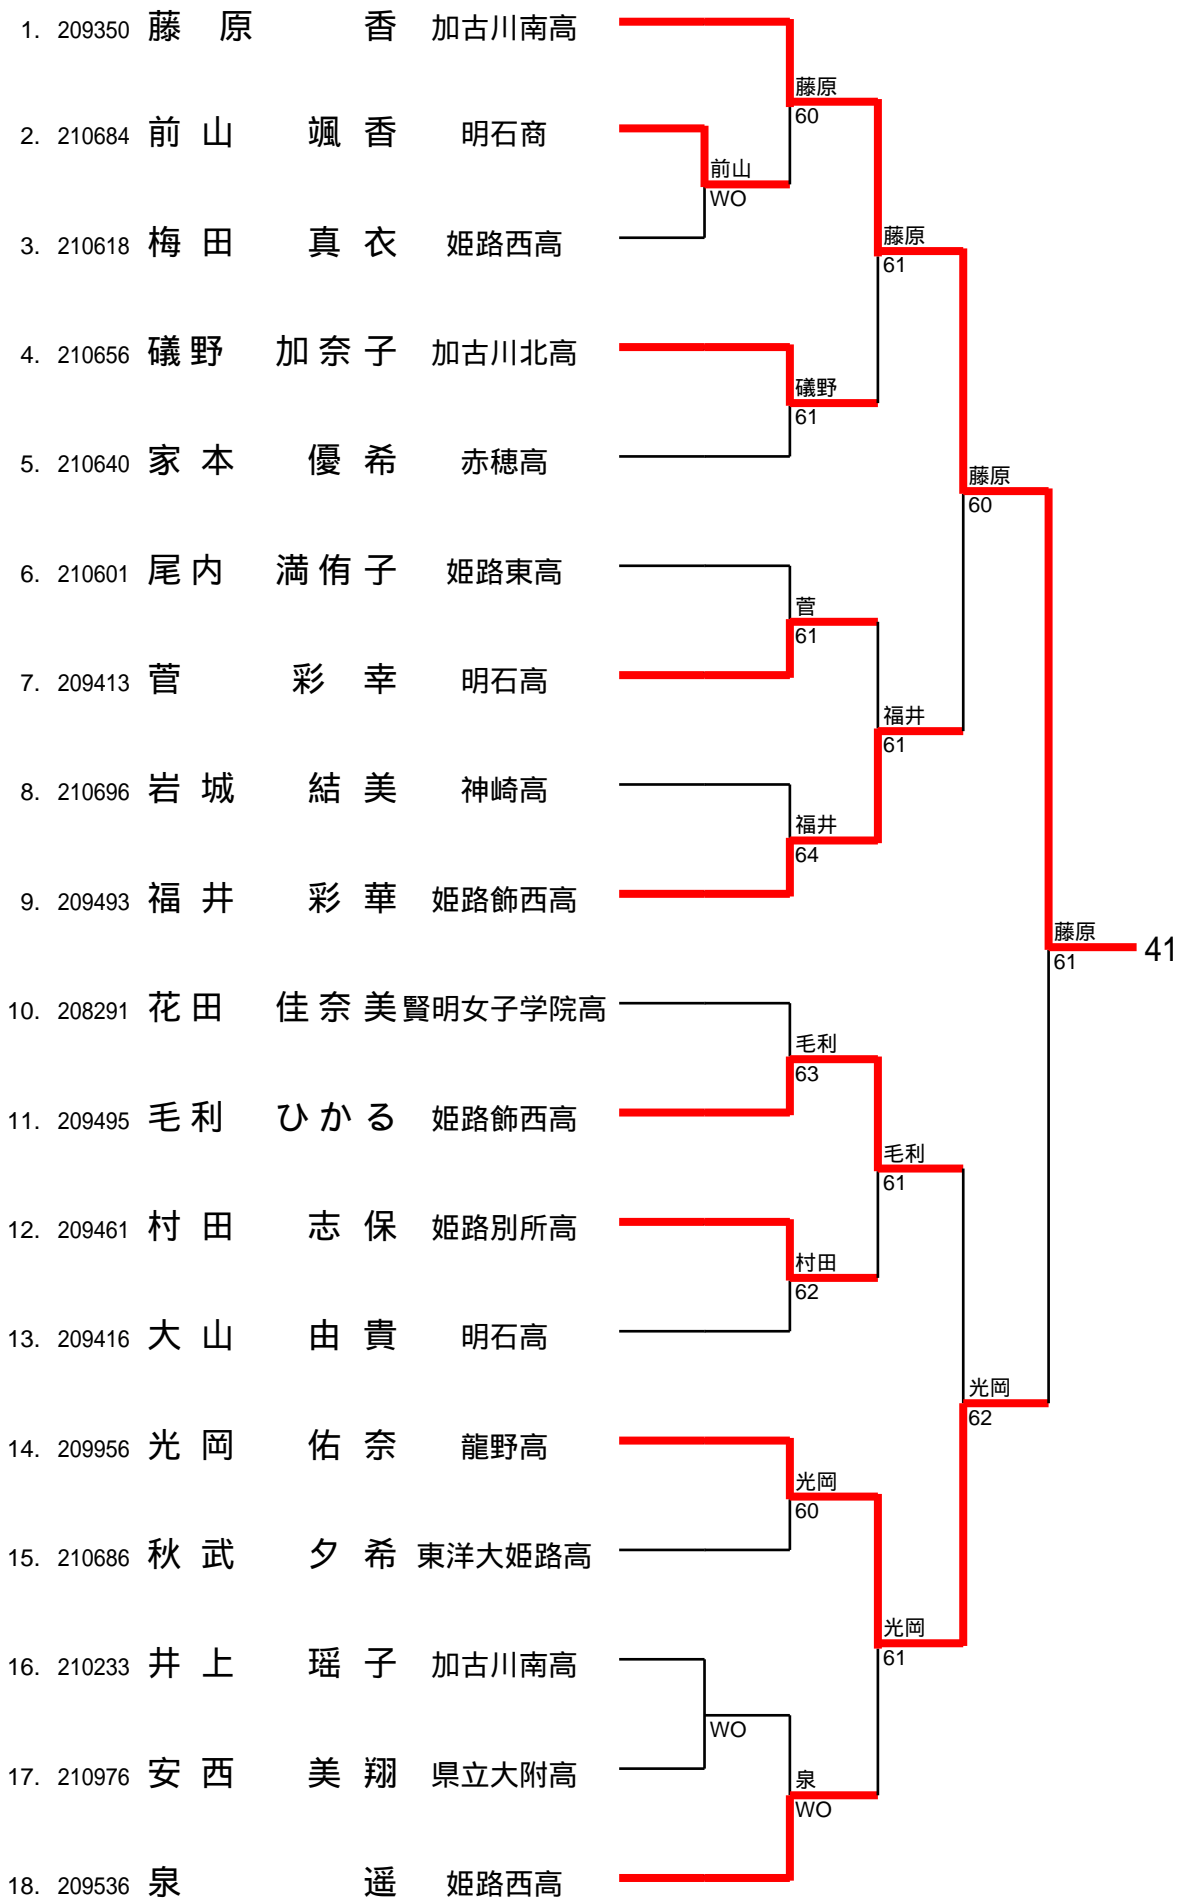 1. 209350 藤原 香 加古川南高
藤原
60
2. 210684 前山 颯香 明石商
前山
WO
3. 210618 梅田 真衣 姫路西高
藤原
61
4. 210656 礒野 加奈子 加古川北高
礒野
61
5. 210640 家本 優希 赤穂高
藤原
60
6. 210601 尾内 満侑子 姫路東高
菅
61
7. 209413 菅 彩幸 明石高
福井
61
8. 210696 岩城 結美 神崎高
福井
64
9. 209493 福井 彩華 姫路飾西高
藤原
61
41
10. 208291 花田 佳奈美 賢明女子学院高
毛利
63
11. 209495 毛利 ひかる 姫路飾西高
毛利
61
12. 209461 村田 志保 姫路別所高
村田
62
13. 209416 大山 由貴 明石高
光岡
62
14. 209956 光岡 佑奈 龍野高
光岡
60
15. 210686 秋武 夕希 東洋大姫路高
光岡
61
16. 210233 井上 瑶子 加古川南高
WO
17. 210976 安西 美翔 県立大附高
泉
WO
18. 209536 泉 遥 姫路西高